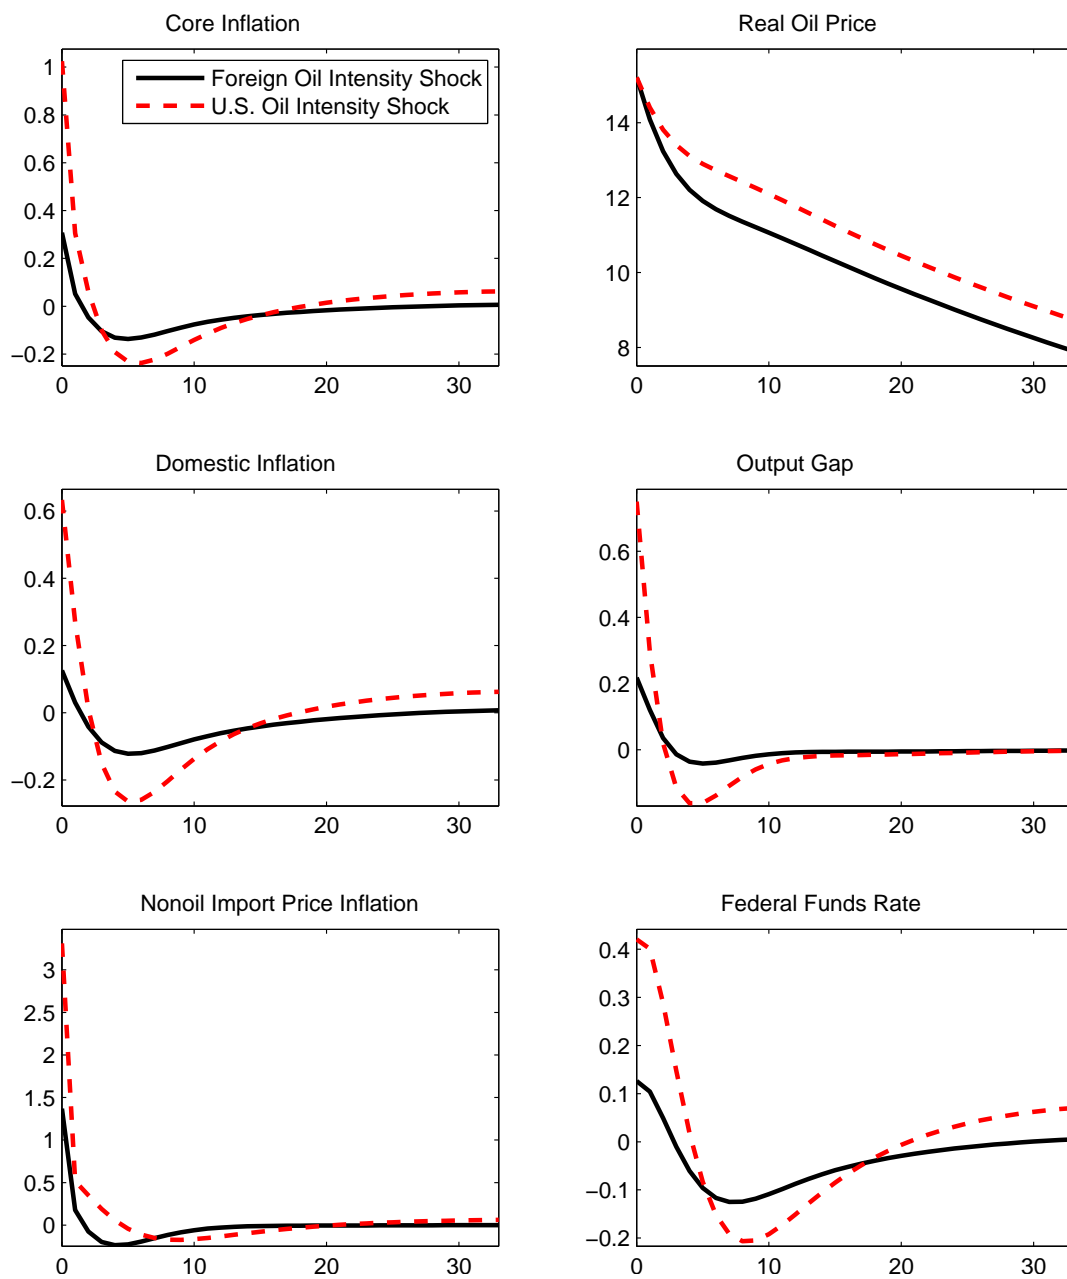 Core Inflation
Real Oil Price
1
0.8
0.6
0.4
0.2
0
−0.2
0 10 20 30
Foreign Oil Intensity Shock
U.S. Oil Intensity Shock
14
12
10
8
0 10 20 30
Domestic Inflation
Output Gap
0.6
0.4
0.2
0
−0.2
0 10 20 30
0.6
0.4
0.2
0
0 10 20 30
Nonoil Import Price Inflation
Federal Funds Rate
3
2.5
2
1.5
1
0.5
0
0 10 20 30
0.4
0.3
0.2
0.1
0
−0.1
−0.2
0 10 20 30